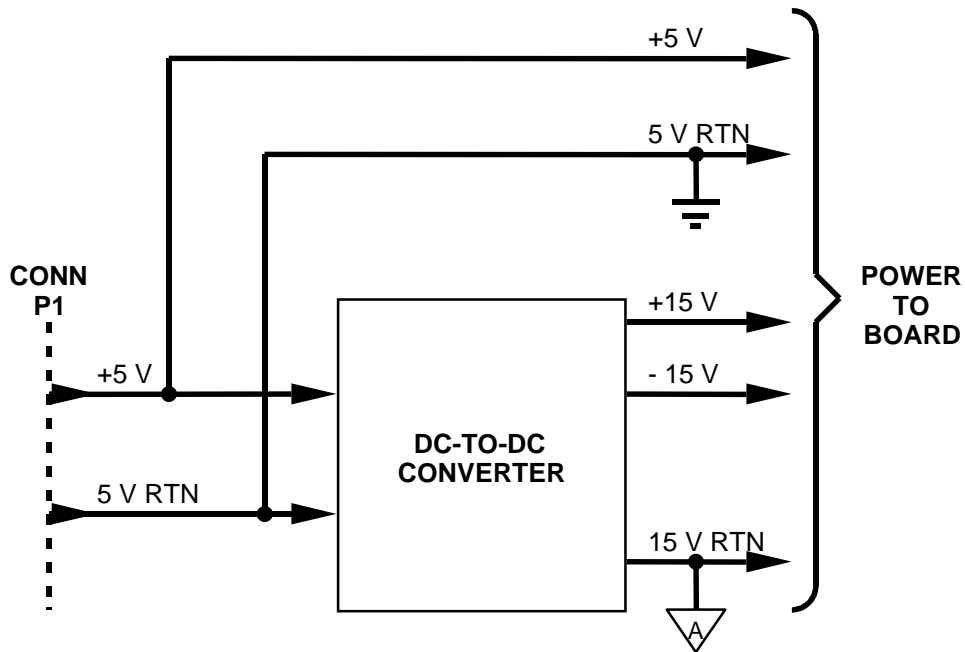 +5 V
5 V RTN
CONN
P1
+15 V
POWER
TO
BOARD
+5 V
- 15 V
DC-TO-DC
CONVERTER
5 V RTN
15 V RTN
A